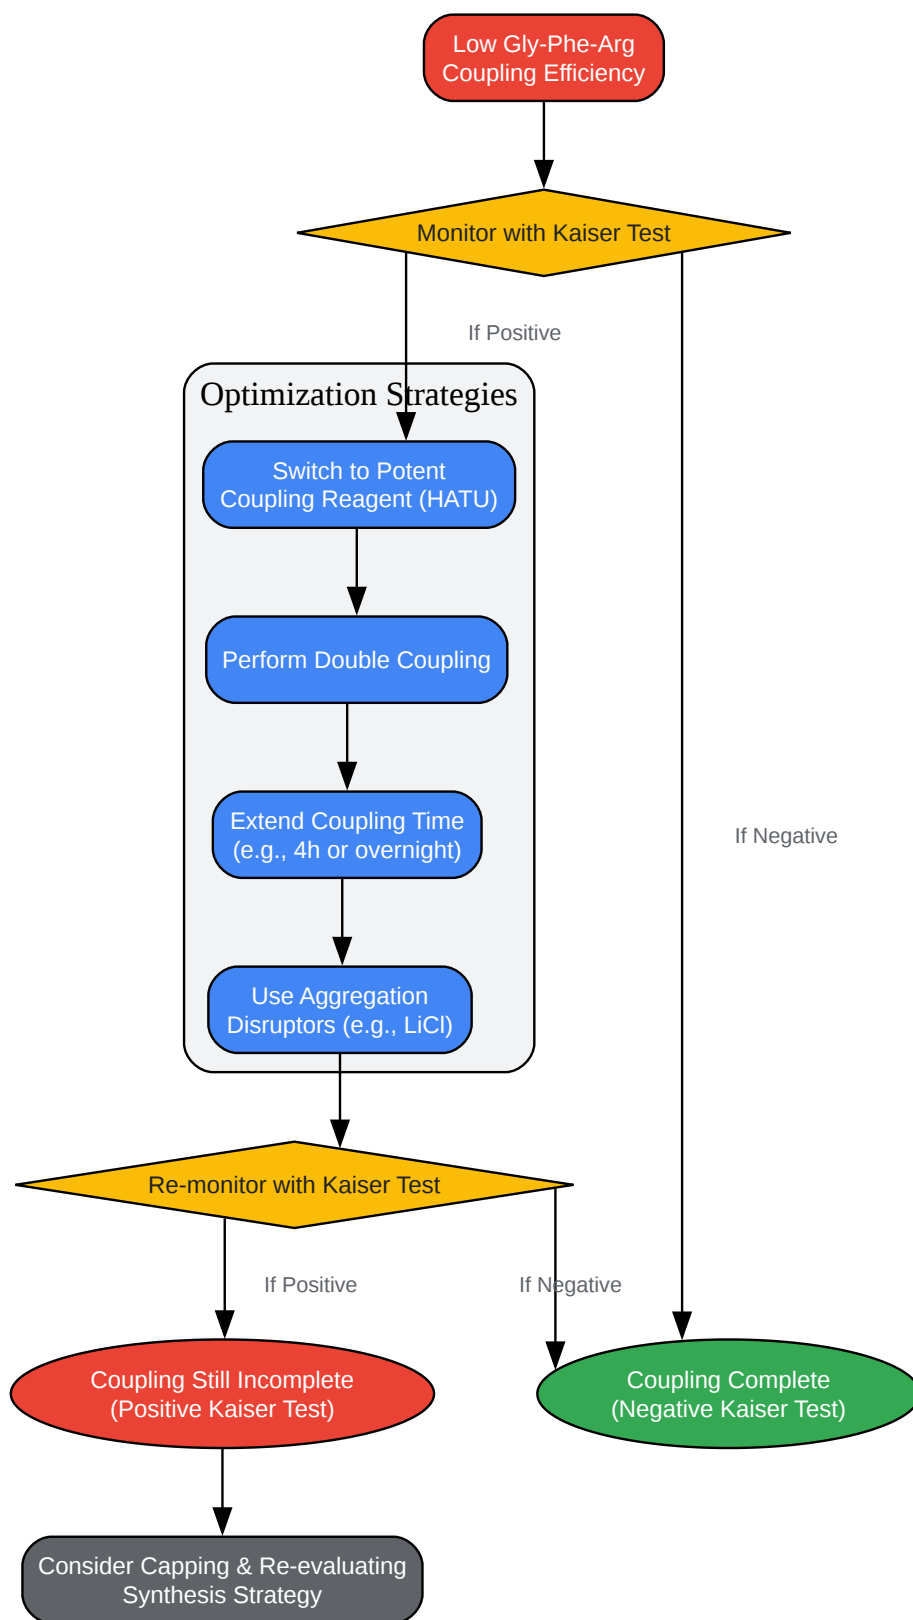 Low Gly-Phe-Arg
Coupling Efficiency
Monitor with Kaiser Test
If Positive
Optimization Strategies
Switch to Potent
Coupling Reagent (HATU)
Perform Double Coupling
Extend Coupling Time
(e.g., 4h or overnight)
If Negative
Use Aggregation
Disruptors (e.g., LiCl)
Re-monitor with Kaiser Test
If Positive
If Negative
Coupling Still Incomplete
(Positive Kaiser Test)
Coupling Complete
(Negative Kaiser Test)
Consider Capping & Re-evaluating
Synthesis Strategy